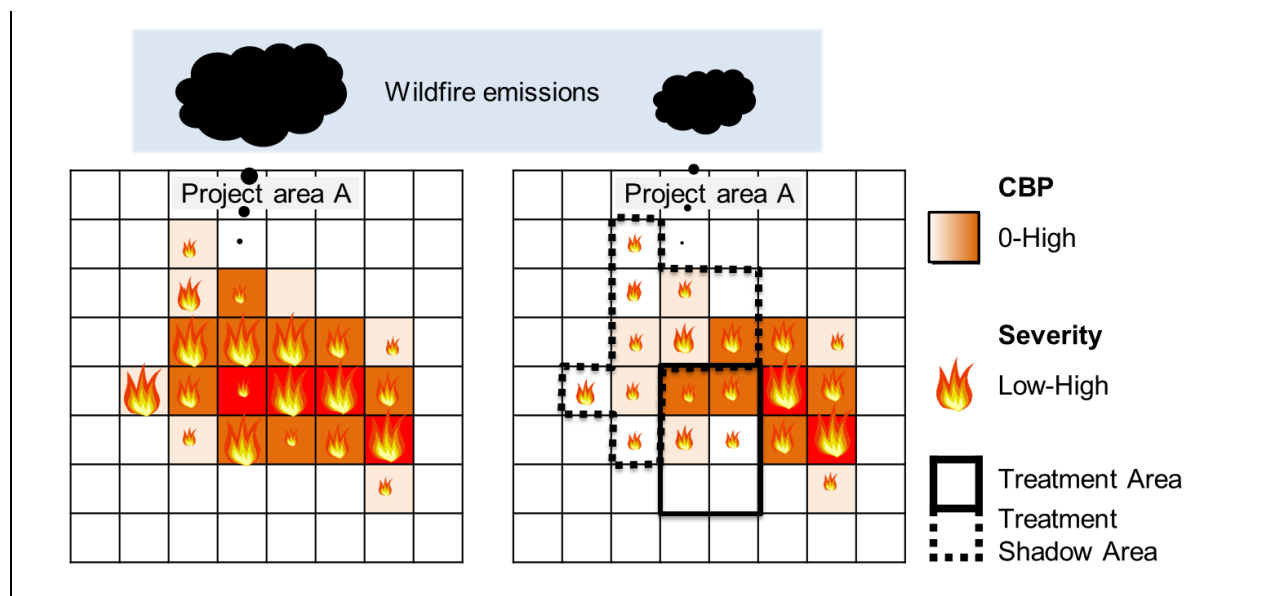 Wildfire emissions
Project area A
Project area A
CBP
0-High
Severity
Low-High
Treatment Area
Treatment
Shadow Area